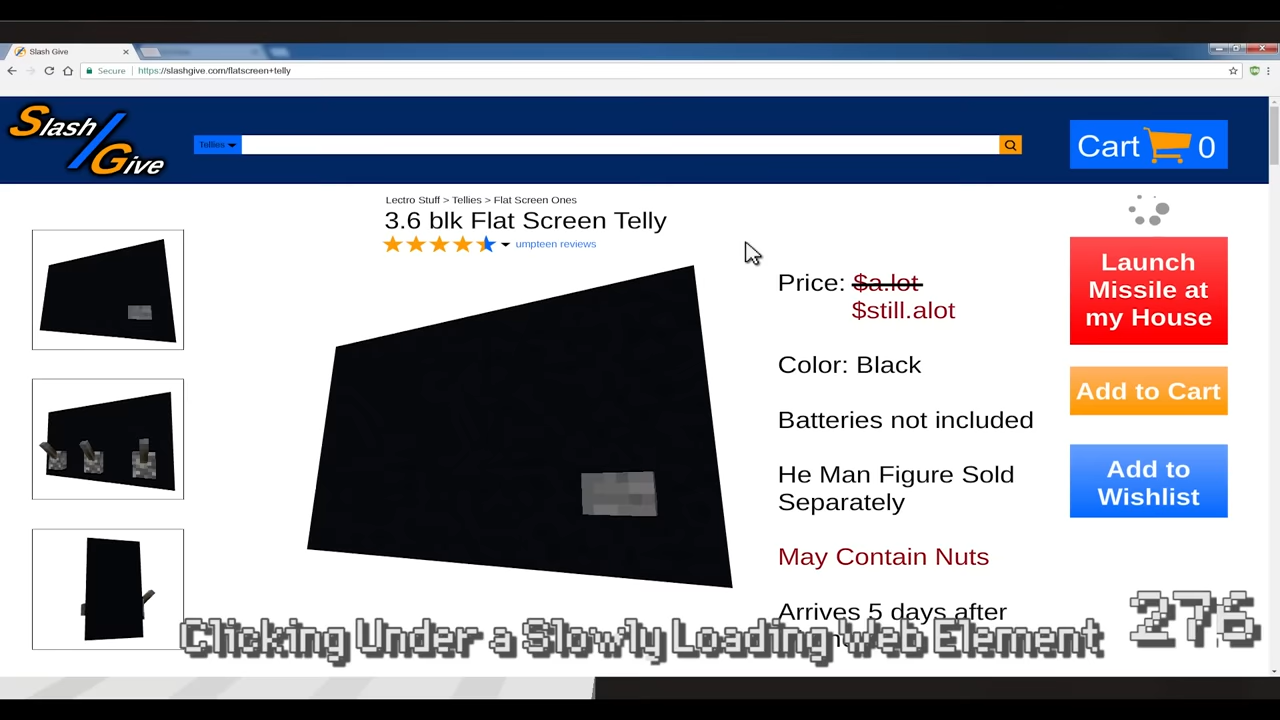 Slash Give
Secure
https://slashgive.com/flatscreen+telly
Slash
Give
Tellies
Cart 0
Lectro Stuff > Tellies > Flat Screen Ones
3.6 blk Flat Screen Telly
umpteen reviews
Price: $a.lot
$still.alot
Color: Black
Batteries not included
He Man Figure Sold
Separately
May Contain Nuts
Arrives 5 days after
Launch
Missile at
my House
Add to Cart
Add to
Wishlist
Clicking Under a Slowly Loading Web Element
276